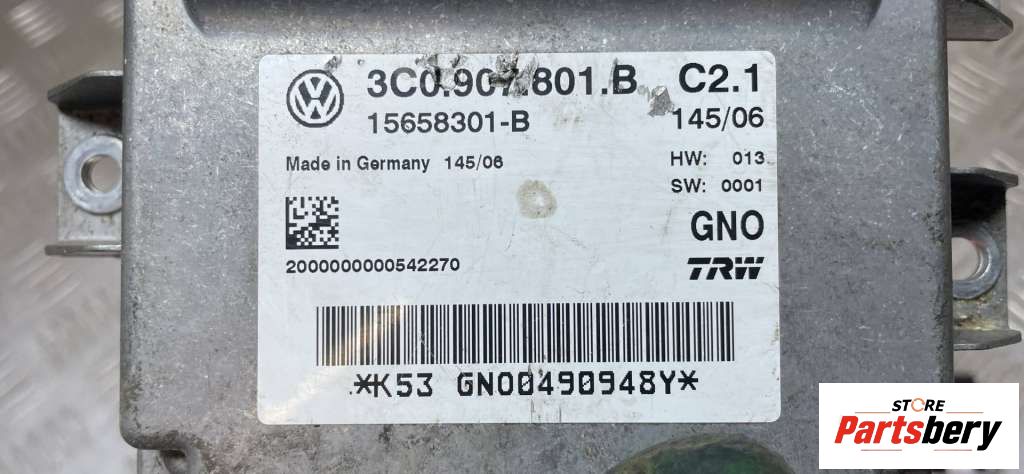 3C0.907.801.B C2.1
15658301-B 145/06
Made in Germany 145/06 HW: 013
SW: 0001
GNO
2000000000542270 TRW
*K53 GNO0490948Y*
STORE
Partsbery